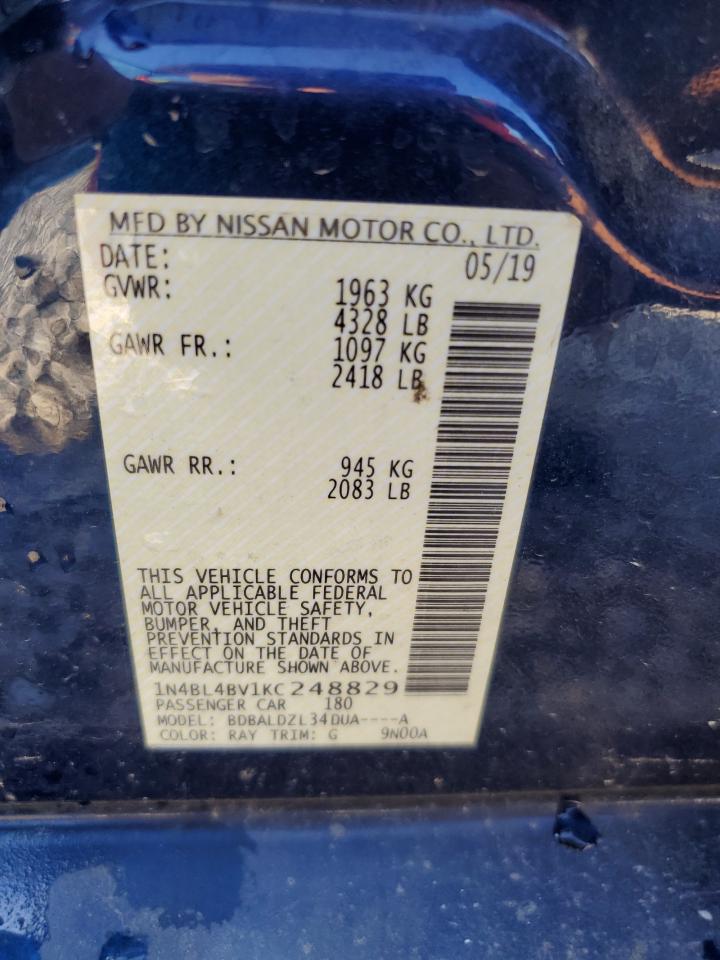 MFD BY NISSAN MOTOR CO., LTD.
DATE: 05/19
GVWR: 1963 KG
4328 LB
GAWR FR.: 1097 KG
2418 LB
GAWR RR.: 945 KG
2083 LB
THIS VEHICLE CONFORMS TO
ALL APPLICABLE FEDERAL
MOTOR VEHICLE SAFETY,
BUMPER, AND THEFT
PREVENTION STANDARDS IN
EFFECT ON THE DATE OF
MANUFACTURE SHOWN ABOVE.
1N4BL4BV1KC248829
PASSENGER CAR 180
MODEL: BDBALDZL34DUA----A
COLOR: RAY TRIM: G 9N00A